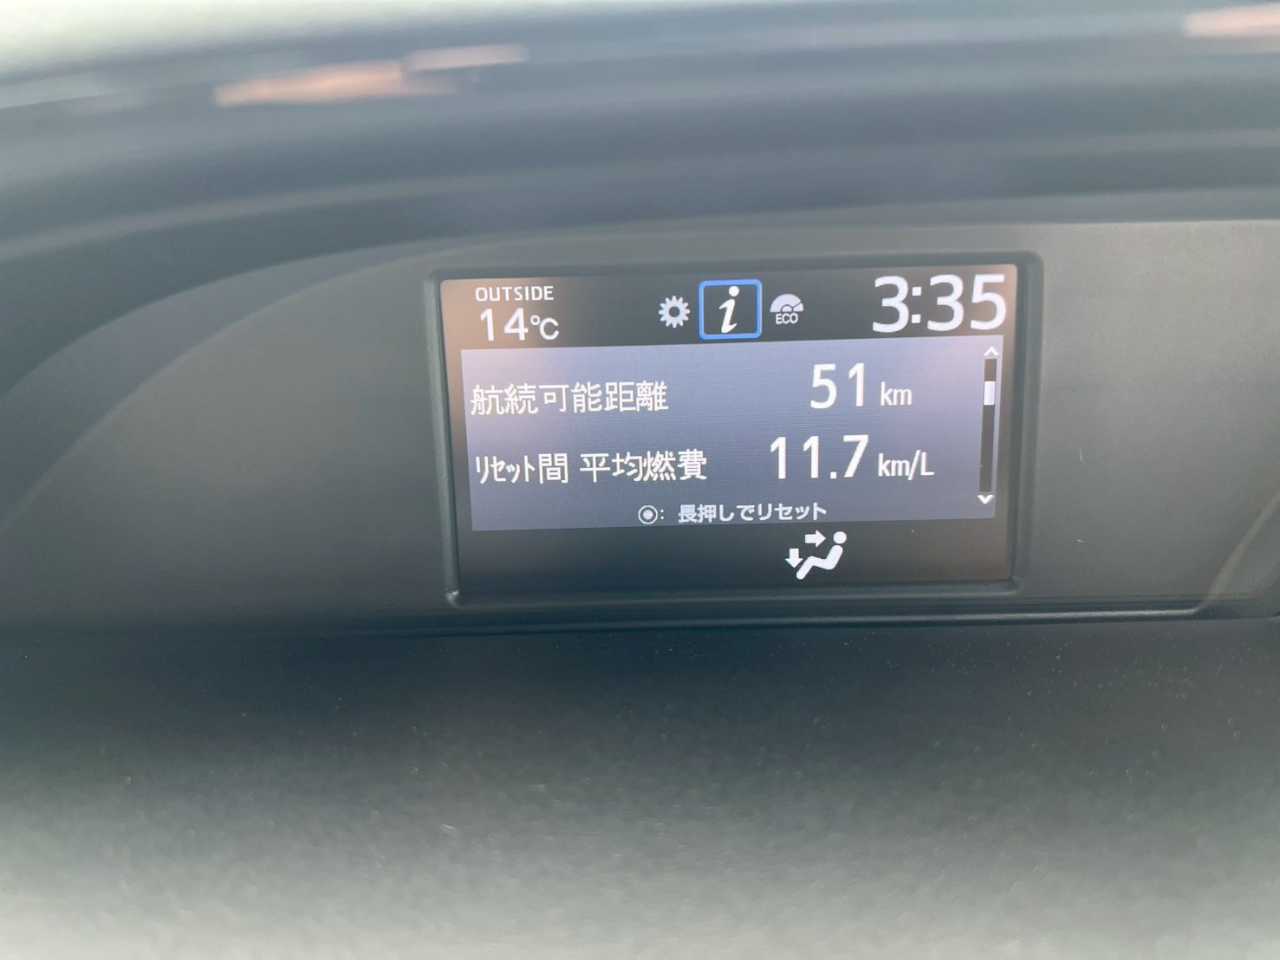 OUTSIDE
14℃
ECO
3:35
航続可能距離 51 km
ﾘｾｯﾄ間 平均燃費 11.7 km/L
◉: 長押しでリセット